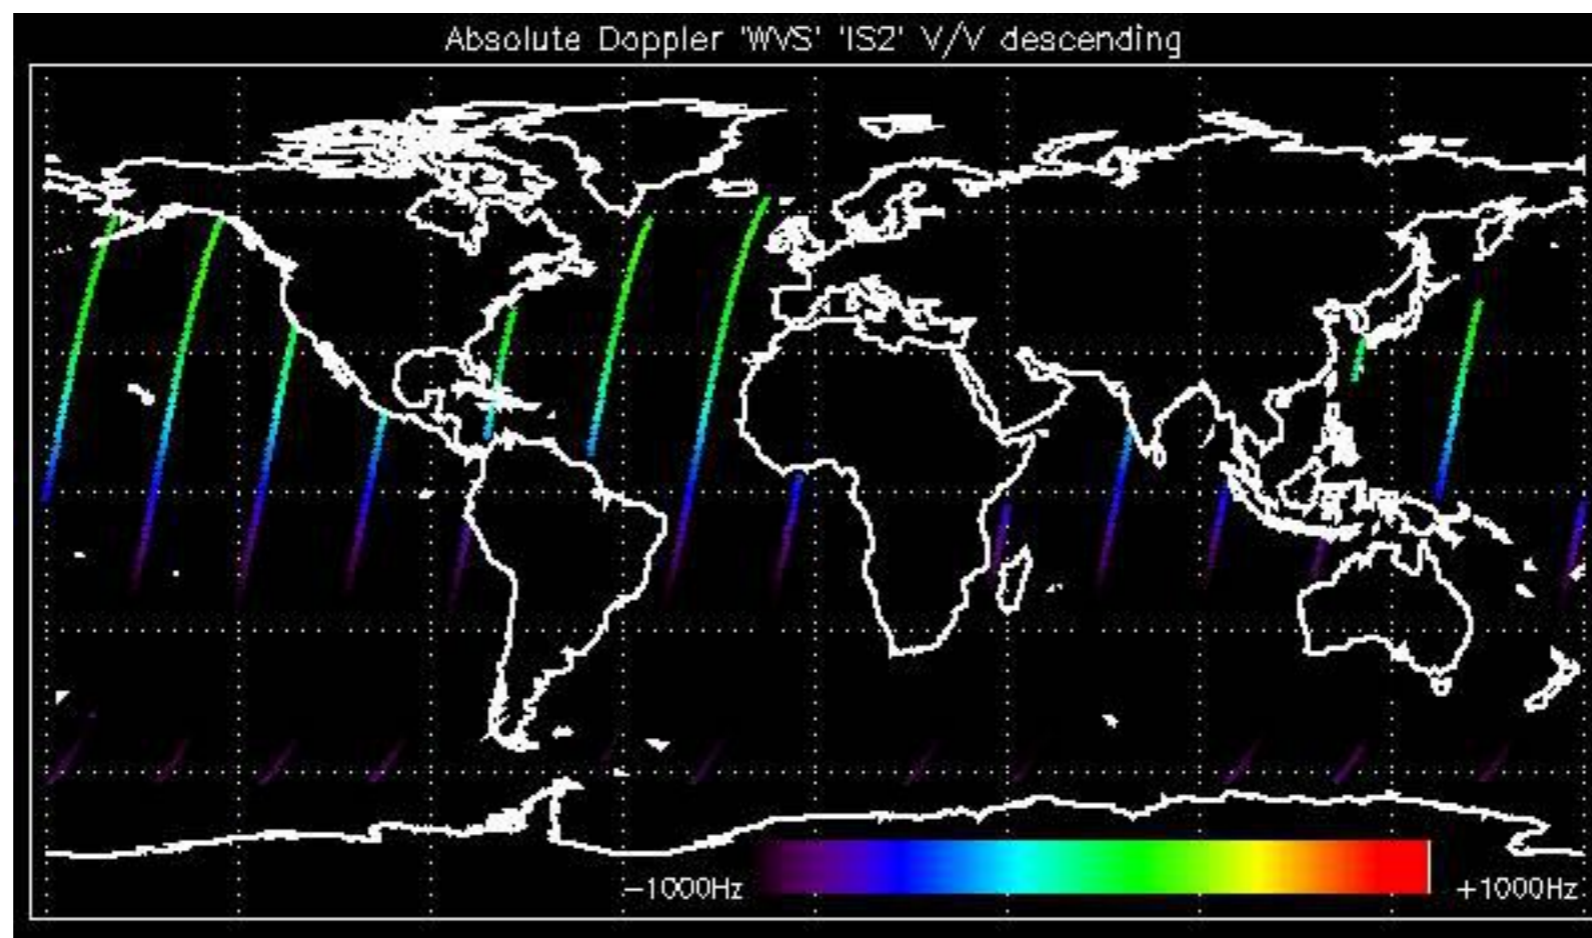 Absolute Doppler 'WVS' 'IS2' V/V descending
−1000Hz
+1000Hz